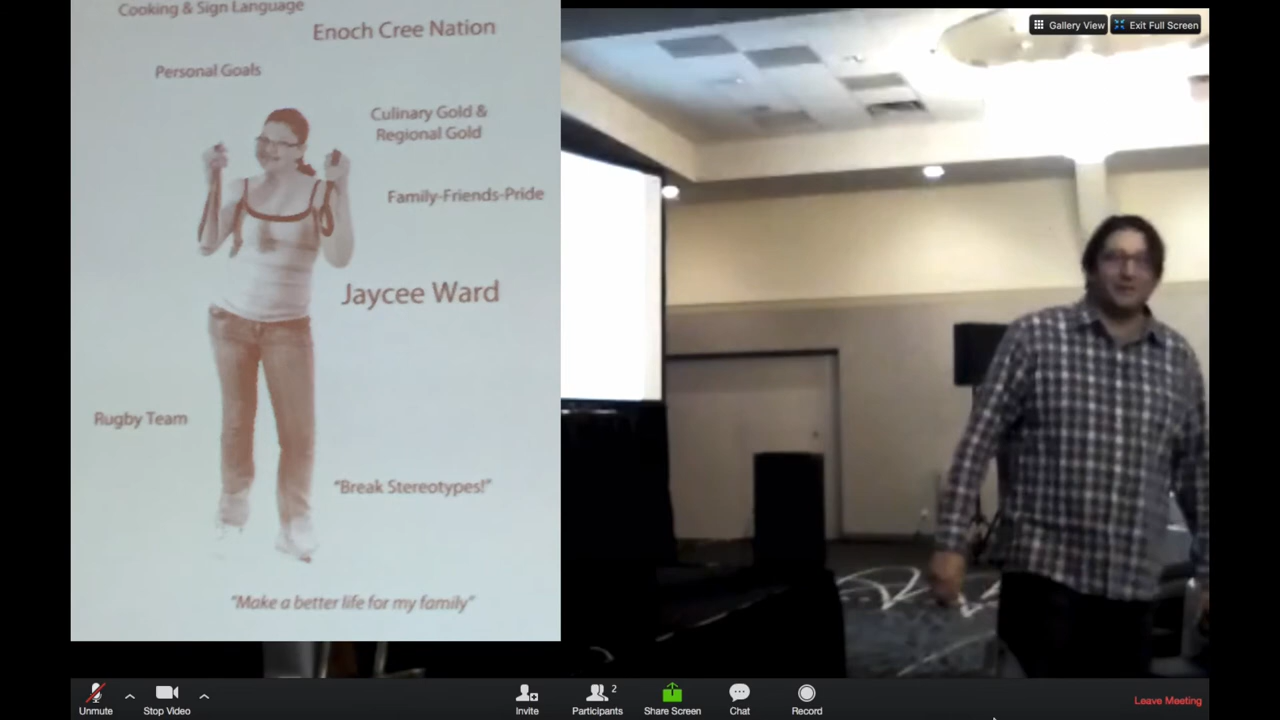 Cooking & Sign Language
Enoch Cree Nation
Personal Goals
Culinary Gold &
Regional Gold
Family-Friends-Pride
Jaycee Ward
Rugby Team
"Break Stereotypes!"
"Make a better life for my family"
Gallery View
Exit Full Screen
Unmute
Stop Video
Invite
2
Participants
Share Screen
Chat
Record
Leave Meeting